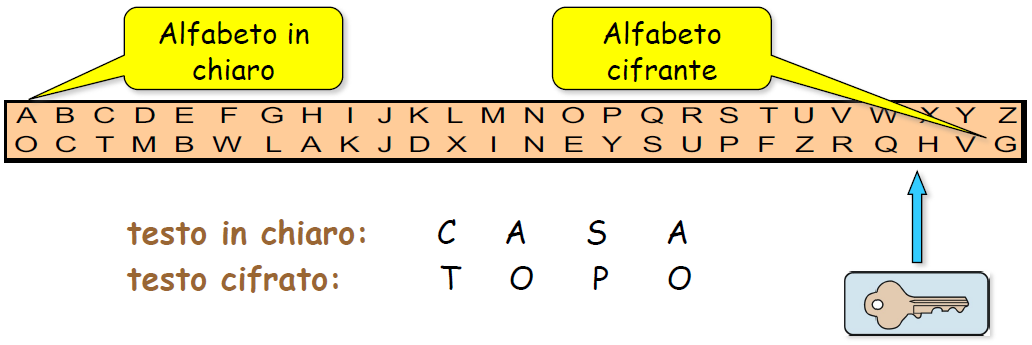 Alfabeto in
chiaro
Alfabeto
cifrante
A B C D E F G H I J K L M N O P Q R S T U V W X Y Z
O C T M B W L A K J D X I N E Y S U P F Z R Q H V G
testo in chiaro: C A S A
testo cifrato: T O P O